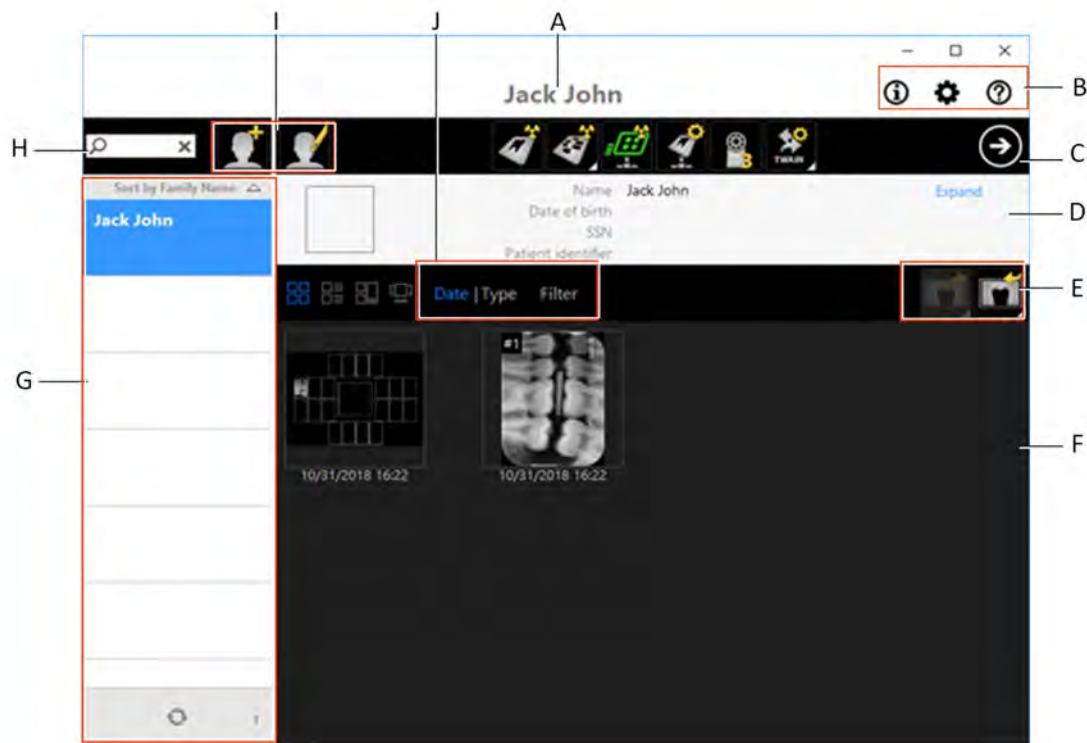 I
J
A
Jack John
B
H
TWAIN
C
3
Sort by Family Name
Name Jack John
Expand
D
Date of birth
SSN
Patient identifier
Jack John
Date | Type Filter
E
#1
G
F
10/31/2018 16:22
10/31/2018 16:22